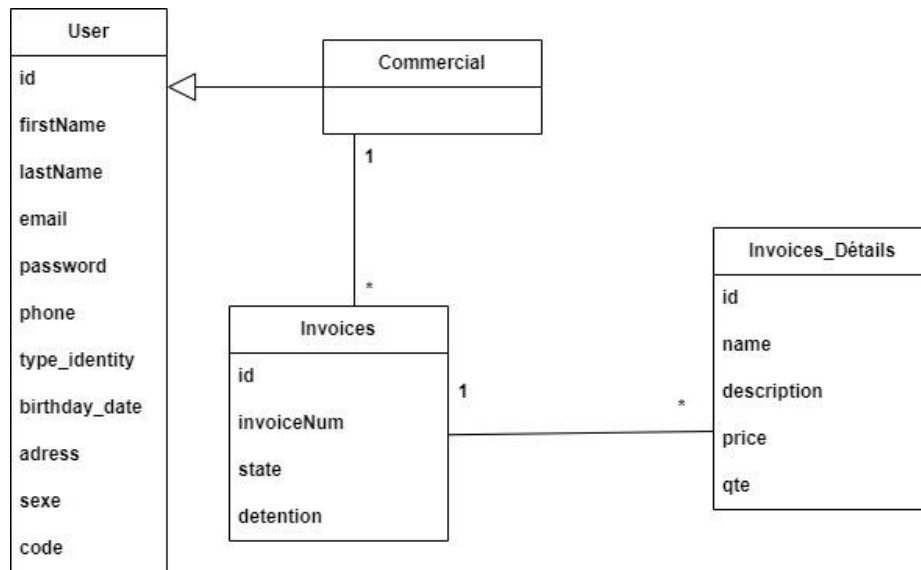 User
id
firstName
lastName
email
password
phone
type_identity
birthday_date
adress
sexe
code
Commercial
1
*
Invoices
id
invoiceNum
state
detention
1
*
Invoices_Détails
id
name
description
price
qte